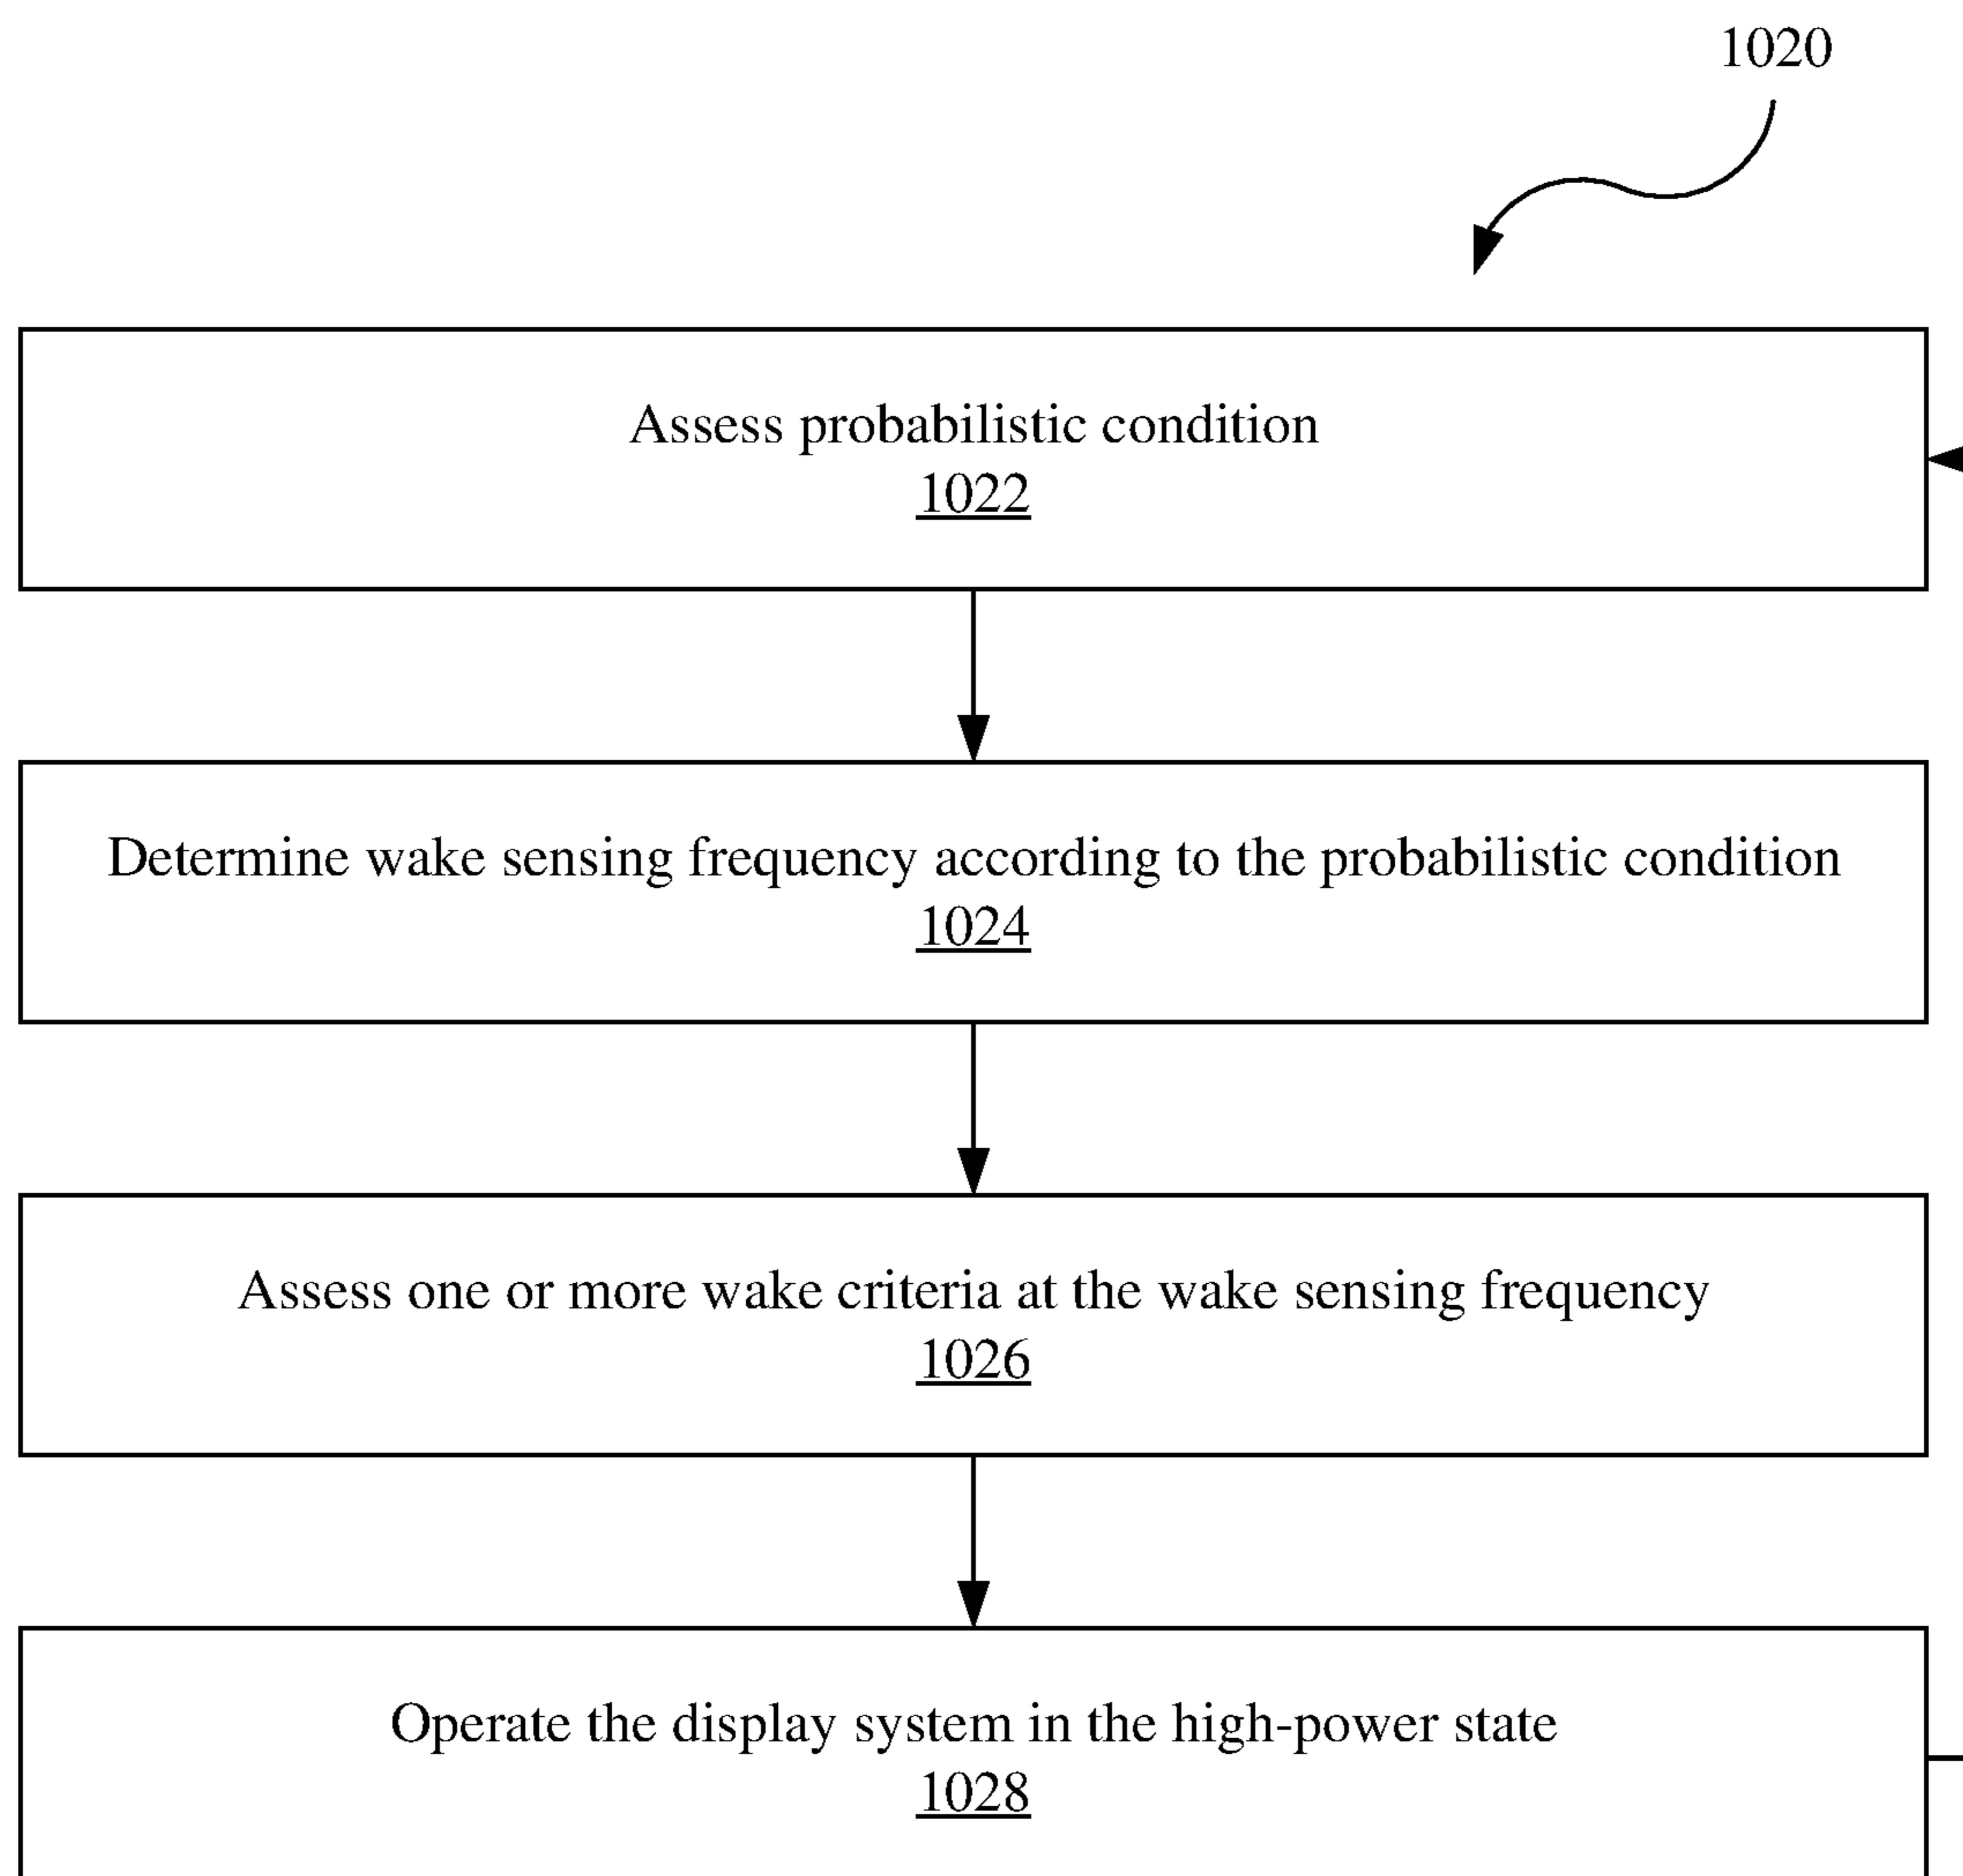 1020
Assess probabilistic condition
1022
Determine wake sensing frequency according to the probabilistic condition
1024
Assess one or more wake criteria at the wake sensing frequency
1026
Operate the display system in the high-power state
1028